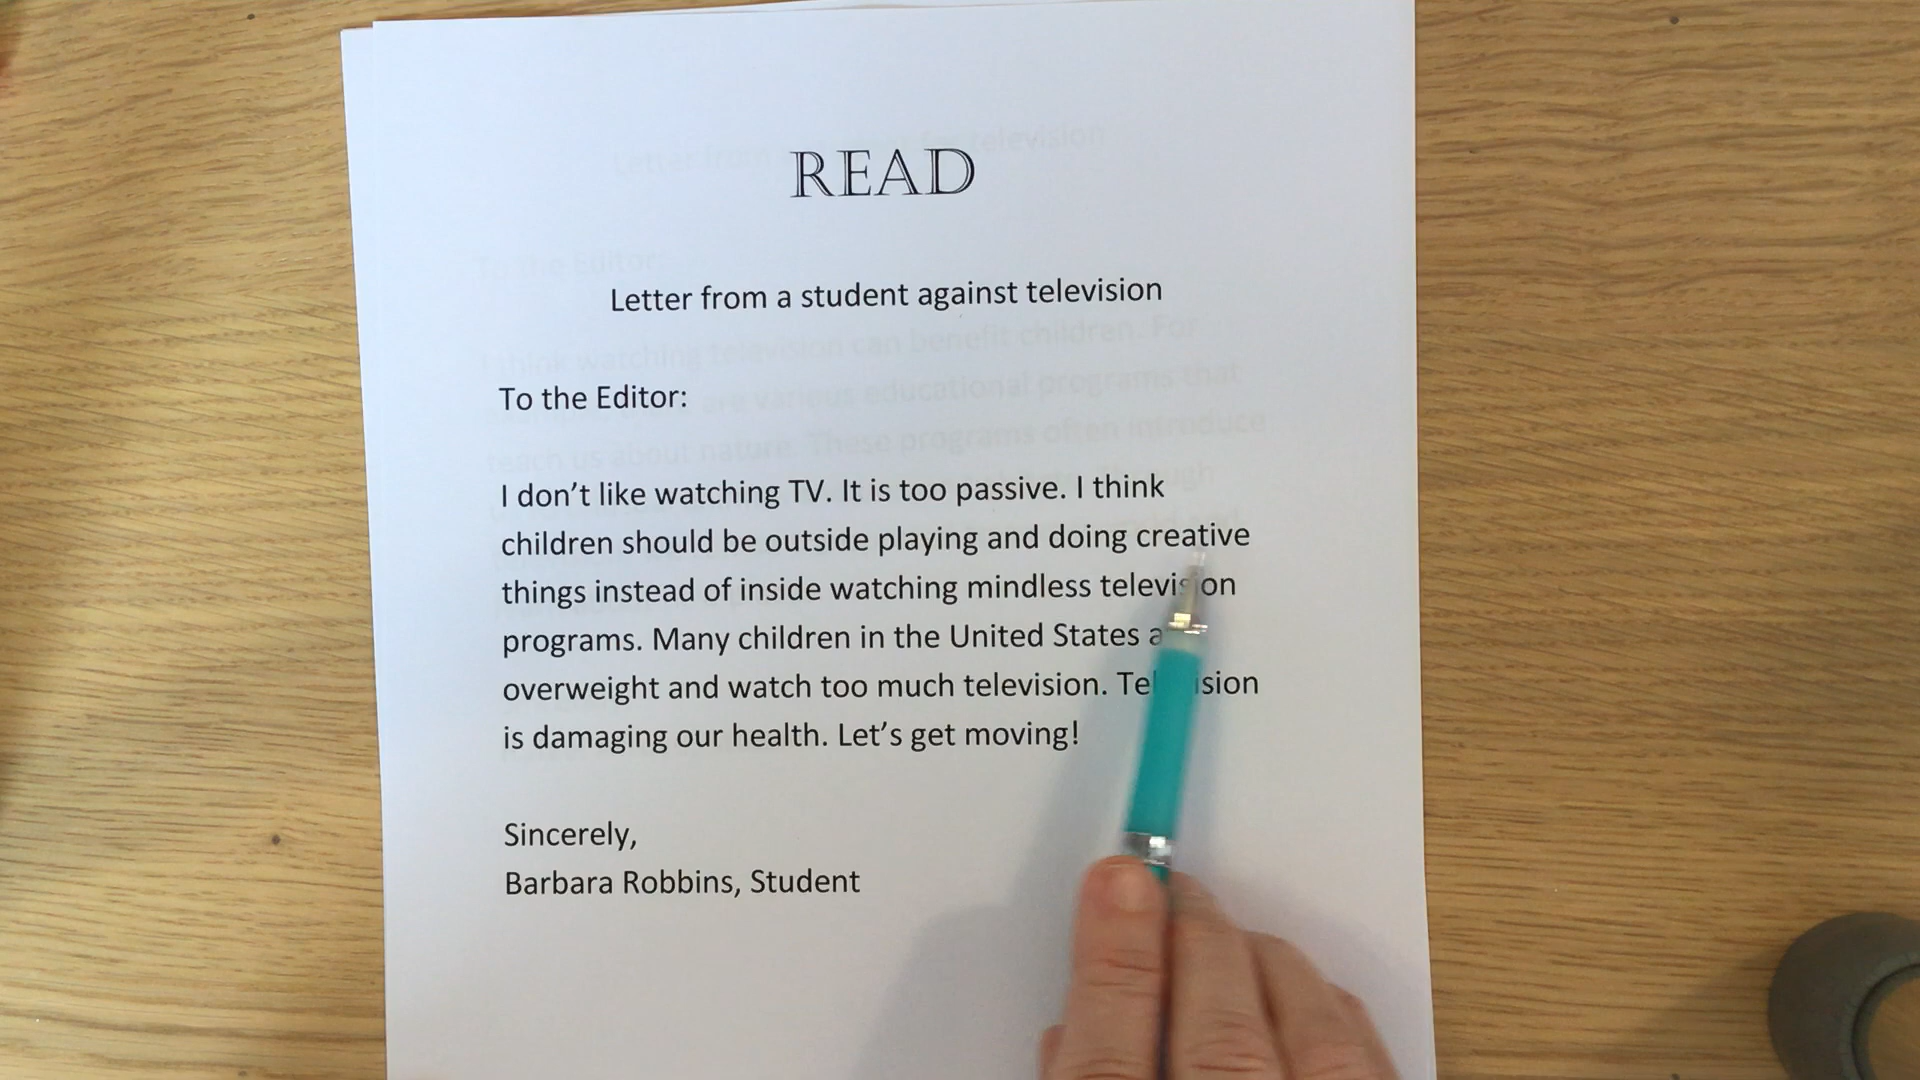 READ
Letter from a student against television
To the Editor:
I don’t like watching TV. It is too passive. I think
children should be outside playing and doing creative
things instead of inside watching mindless television
programs. Many children in the United States a
overweight and watch too much television. Television
is damaging our health. Let’s get moving!
Sincerely,
Barbara Robbins, Student